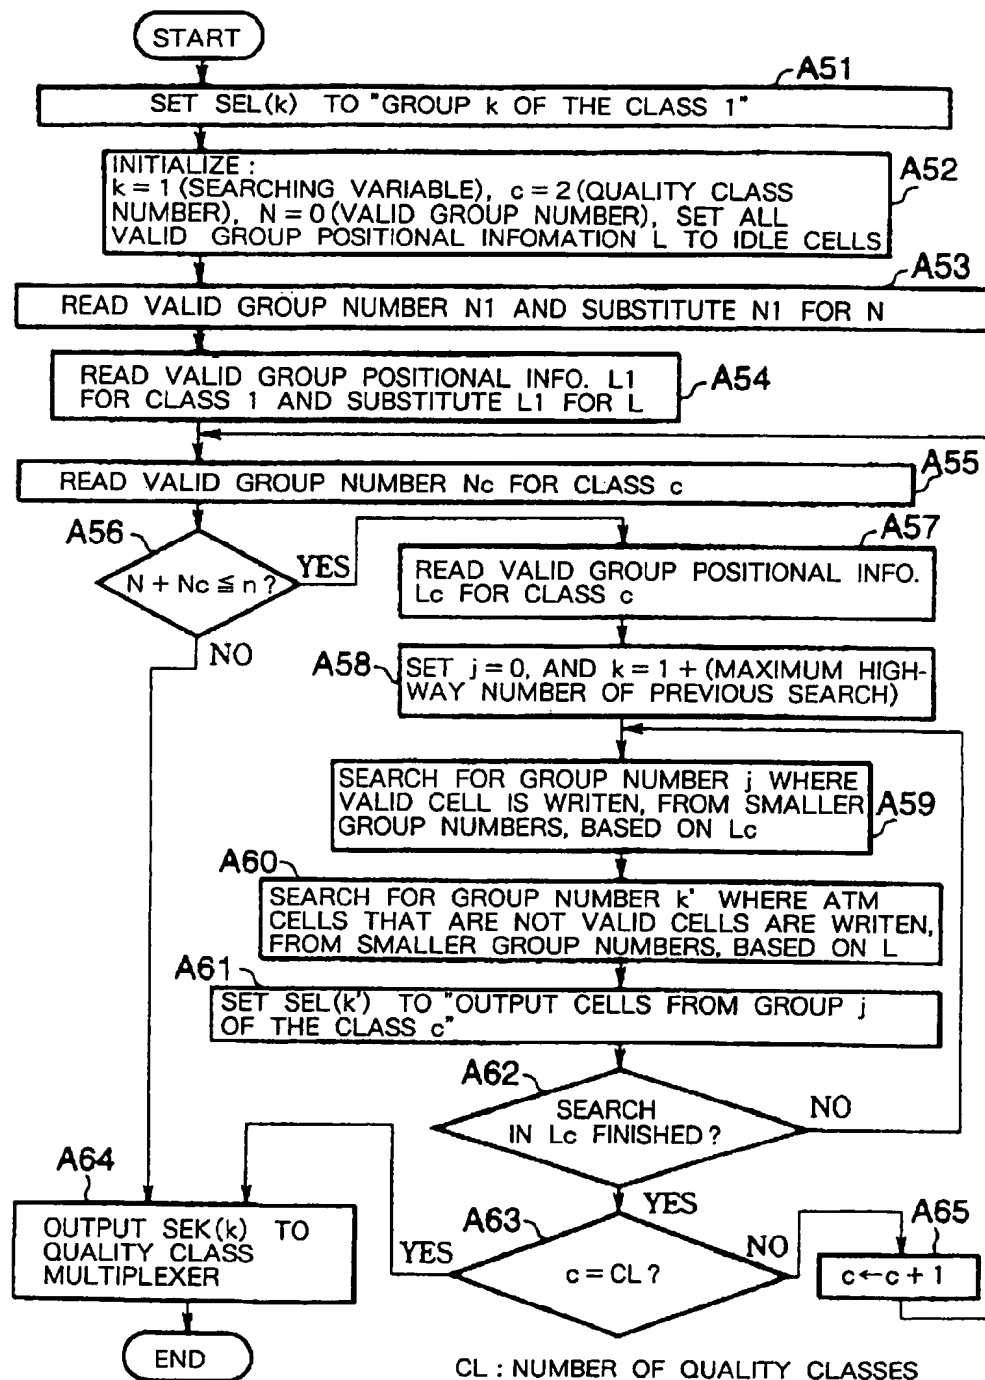 START
A51
SET SEL(k) TO "GROUP k OF THE CLASS 1"
INITIALIZE :
A52
k = 1 (SEARCHING VARIABLE), c = 2 (QUALITY CLASS
NUMBER), N = 0 (VALID GROUP NUMBER), SET ALL
VALID GROUP POSITIONAL INFOMATION L TO IDLE CELLS
A53
READ VALID GROUP NUMBER N1 AND SUBSTITUTE N1 FOR N
READ VALID GROUP POSITIONAL INFO. L1
FOR CLASS 1 AND SUBSTITUTE L1 FOR L
A54
A55
READ VALID GROUP NUMBER Nc FOR CLASS c
A56
N + Nc ≦ n ?
YES
NO
A57
READ VALID GROUP POSITIONAL INFO.
Lc FOR CLASS c
A58
SET j = 0, AND k = 1 + (MAXIMUM HIGH-
WAY NUMBER OF PREVIOUS SEARCH)
SEARCH FOR GROUP NUMBER j WHERE
VALID CELL IS WRITEN, FROM SMALLER
GROUP NUMBERS, BASED ON Lc
A59
A60
SEARCH FOR GROUP NUMBER k' WHERE ATM
CELLS THAT ARE NOT VALID CELLS ARE WRITEN,
FROM SMALLER GROUP NUMBERS, BASED ON L
A61
SET SEL(k') TO "OUTPUT CELLS FROM GROUP j
OF THE CLASS c"
A62
SEARCH
IN Lc FINISHED ?
NO
YES
A63
c = CL ?
YES
NO
A65
c ← c + 1
A64
OUTPUT SEK(k) TO
QUALITY CLASS
MULTIPLEXER
END
CL : NUMBER OF QUALITY CLASSES